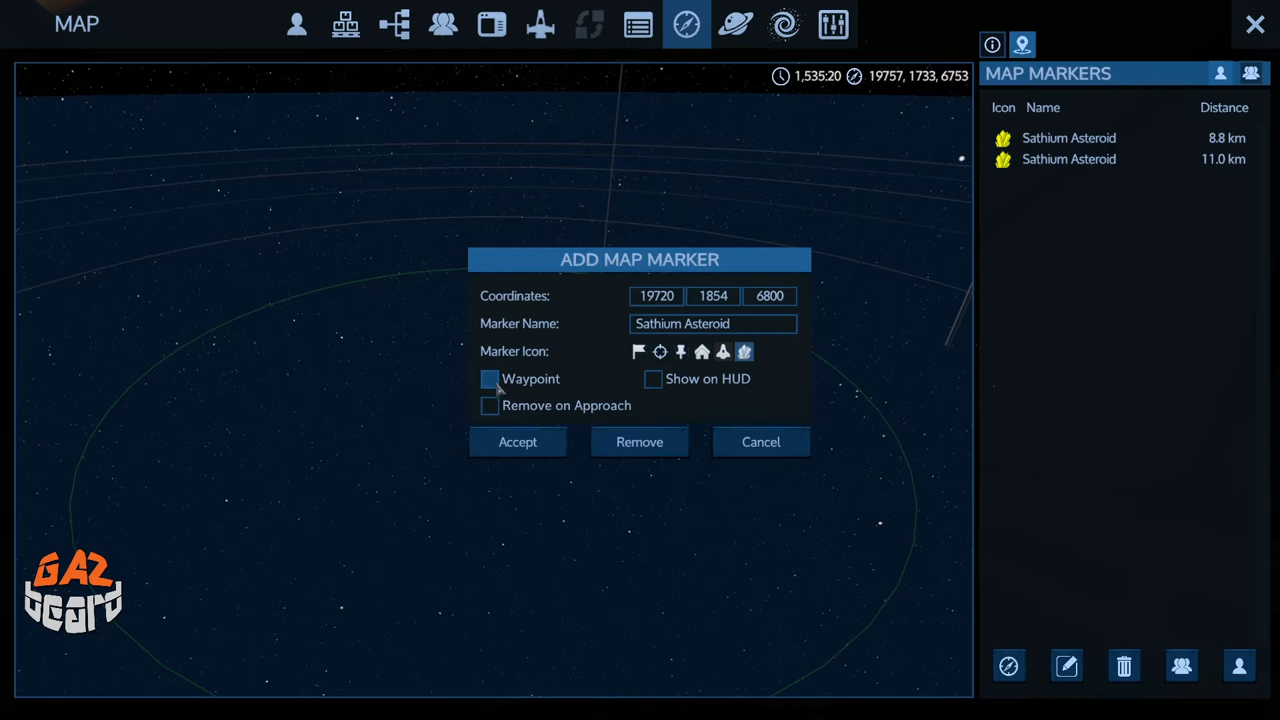 MAP
1,535:20 19757, 1733, 6753
MAP MARKERS
Icon Name Distance
Sathium Asteroid 8.8 km
Sathium Asteroid 11.0 km
ADD MAP MARKER
Coordinates: 19720 1854 6800
Marker Name: Sathium Asteroid
Marker Icon:
Waypoint Show on HUD
Remove on Approach
Accept Remove Cancel
GAZ
beard